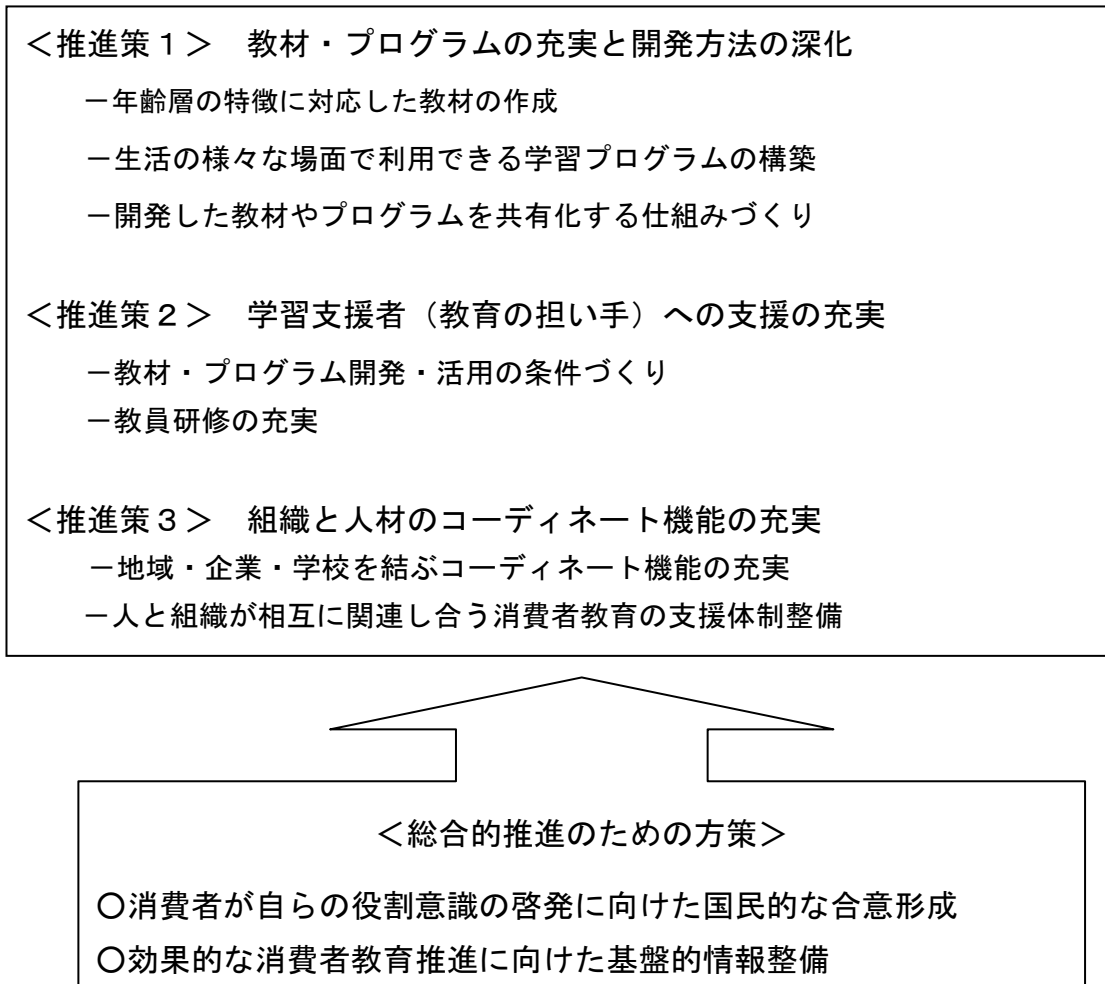 ＜推進策１＞　教材・プログラムの充実と開発方法の深化
－年齢層の特徴に対応した教材の作成
－生活の様々な場面で利用できる学習プログラムの構築
－開発した教材やプログラムを共有化する仕組みづくり
＜推進策２＞　学習支援者（教育の担い手）への支援の充実
－教材・プログラム開発・活用の条件づくり
－教員研修の充実
＜推進策３＞　組織と人材のコーディネート機能の充実
－地域・企業・学校を結ぶコーディネート機能の充実
－人と組織が相互に関連し合う消費者教育の支援体制整備
＜総合的推進のための方策＞
〇消費者が自らの役割意識の啓発に向けた国民的な合意形成
〇効果的な消費者教育推進に向けた基盤的情報整備